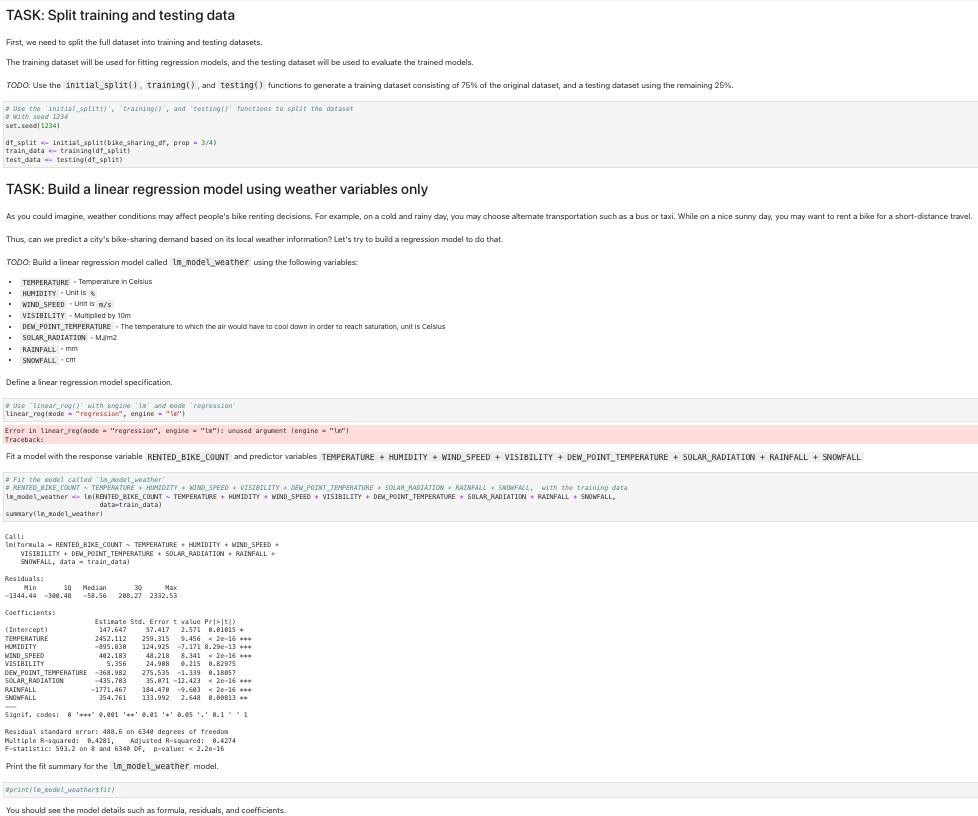 TASK: Split training and testing data
First, we need to split the full dataset into training and testing datasets.
The training dataset will be used for fitting regression models, and the testing dataset will be used to evaluate the trained models.
TODO: Use the initial_split(), training(), and testing() functions to generate a training dataset consisting of 75% of the original dataset, and a testing dataset using the remaining 25%.
# Use the `initial_split()`, `training()`, and `testing()` functions to split the dataset
# With seed 1234
set.seed(1234)
df_split <- initial_split(bike_sharing_df, prop = 3/4)
train_data <- training(df_split)
test_data <- testing(df_split)
TASK: Build a linear regression model using weather variables only
As you could imagine, weather conditions may affect people's bike renting decisions. For example, on a cold and rainy day, you may choose alternate transportation such as a bus or taxi. While on a nice sunny day, you may want to rent a bike for a short-distance travel.
Thus, can we predict a city's bike-sharing demand based on its local weather information? Let's try to build a regression model to do that.
TODO: Build a linear regression model called lm_model_weather using the following variables:
• TEMPERATURE - Temperature in Celsius
• HUMIDITY - Unit is %
• WIND_SPEED - Unit is m/s
• VISIBILITY - Multiplied by 10m
• DEW_POINT_TEMPERATURE - The temperature to which the air would have to cool down in order to reach saturation, unit is Celsius
• SOLAR_RADIATION - MJ/m2
• RAINFALL - mm
• SNOWFALL - cm
Define a linear regression model specification.
# Use `linear_reg()` with engine `lm` and mode `regression`
linear_reg(mode = "regression", engine = "lm")
Error in linear_reg(mode = "regression", engine = "lm"): unused argument (engine = "lm")
Traceback:
Fit a model with the response variable RENTED_BIKE_COUNT and predictor variables TEMPERATURE + HUMIDITY + WIND_SPEED + VISIBILITY + DEW_POINT_TEMPERATURE + SOLAR_RADIATION + RAINFALL + SNOWFALL
# Fit the model called `lm_model_weather`
# RENTED_BIKE_COUNT ~ TEMPERATURE + HUMIDITY + WIND_SPEED + VISIBILITY + DEW_POINT_TEMPERATURE + SOLAR_RADIATION + RAINFALL + SNOWFALL, with the training data
lm_model_weather <- lm(RENTED_BIKE_COUNT ~ TEMPERATURE + HUMIDITY + WIND_SPEED + VISIBILITY + DEW_POINT_TEMPERATURE + SOLAR_RADIATION + RAINFALL + SNOWFALL,
data=train_data)
summary(lm_model_weather)
Call:
lm(formula = RENTED_BIKE_COUNT ~ TEMPERATURE + HUMIDITY + WIND_SPEED +
VISIBILITY + DEW_POINT_TEMPERATURE + SOLAR_RADIATION + RAINFALL +
SNOWFALL, data = train_data)
Residuals:
Min 1Q Median 3Q Max
-1344.44 -300.48 -58.56 208.27 2332.53
Coefficients:
Estimate Std. Error t value Pr(>|t|)
(Intercept) 147.647 57.417 2.571 0.01015 *
TEMPERATURE 2452.112 259.315 9.456 < 2e-16 ***
HUMIDITY -895.830 124.925 -7.171 8.29e-13 ***
WIND_SPEED 402.183 48.218 8.341 < 2e-16 ***
VISIBILITY 5.356 24.908 0.215 0.82975
DEW_POINT_TEMPERATURE -368.982 275.535 -1.339 0.18057
SOLAR_RADIATION -435.703 35.071 -12.423 < 2e-16 ***
RAINFALL -1771.467 184.470 -9.603 < 2e-16 ***
SNOWFALL 354.761 133.992 2.648 0.00813 **
---
Signif. codes: 0 '***' 0.001 '**' 0.01 '*' 0.05 '.' 0.1 ' ' 1
Residual standard error: 488.6 on 6340 degrees of freedom
Multiple R-squared: 0.4281, Adjusted R-squared: 0.4274
F-statistic: 593.2 on 8 and 6340 DF, p-value: < 2.2e-16
Print the fit summary for the lm_model_weather model.
#print(lm_model_weather$fit)
You should see the model details such as formula, residuals, and coefficients.